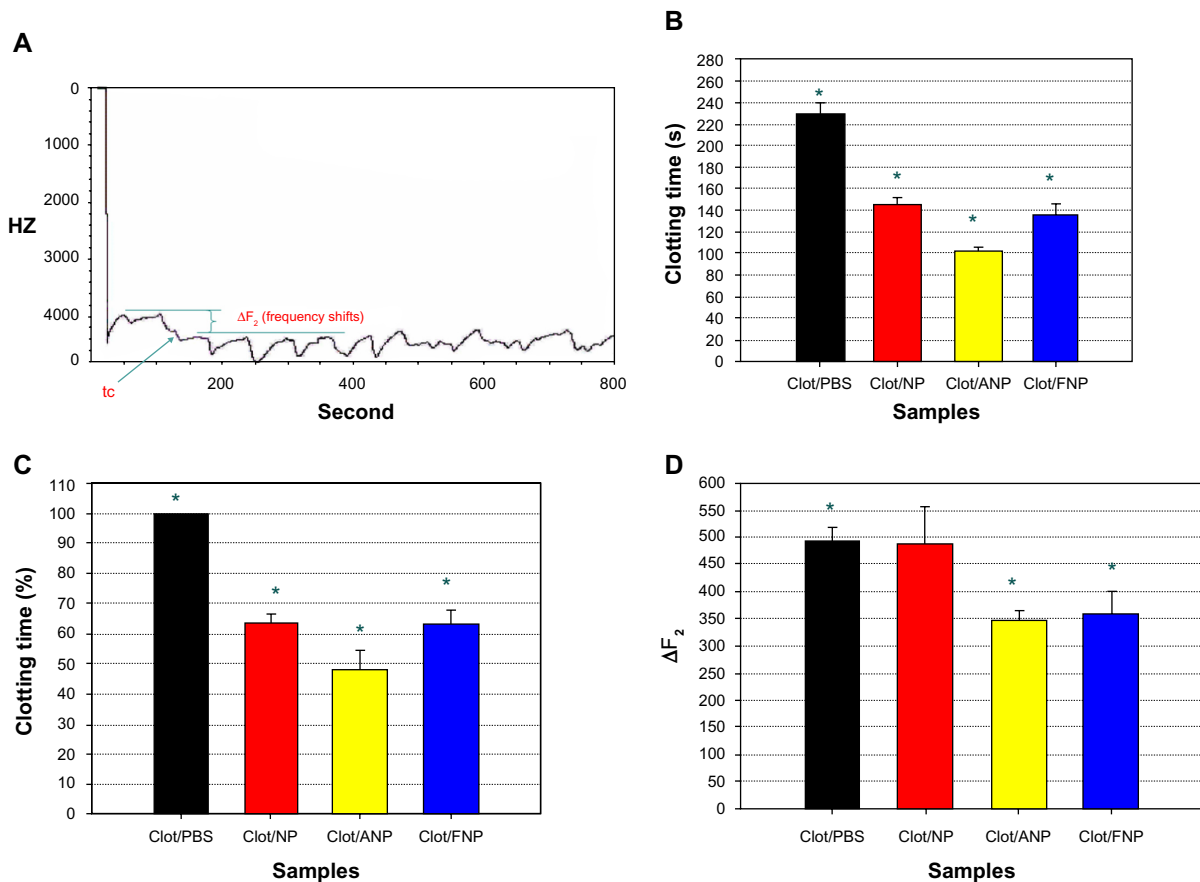 A
0
1000
2000
HZ
3000
4000
0
ΔF₂ (frequency shifts)
tc
200
400
600
800
Second
B
Clotting time (s)
280
260
240
220
200
180
160
140
120
100
80
60
40
20
0
*
*
*
*
Clot/PBS
Clot/NP
Clot/ANP
Clot/FNP
Samples
C
Clotting time (%)
110
100
90
80
70
60
50
40
30
20
10
0
*
*
*
*
Clot/PBS
Clot/NP
Clot/ANP
Clot/FNP
Samples
D
ΔF₂
600
550
500
450
400
350
300
250
200
150
100
50
0
*
*
*
Clot/PBS
Clot/NP
Clot/ANP
Clot/FNP
Samples